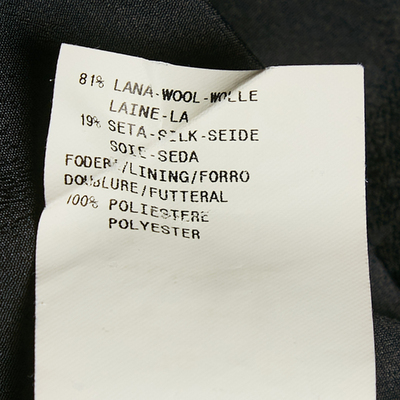 81% LANA-WOOL-WOLLE
LAINE-LA
19% SETA-SILK-SEIDE
SOIE-SEDA
FODERA/LINING/FORRO
DOUBLURE/FUTTERAL
100% POLIESTERE
POLYESTER